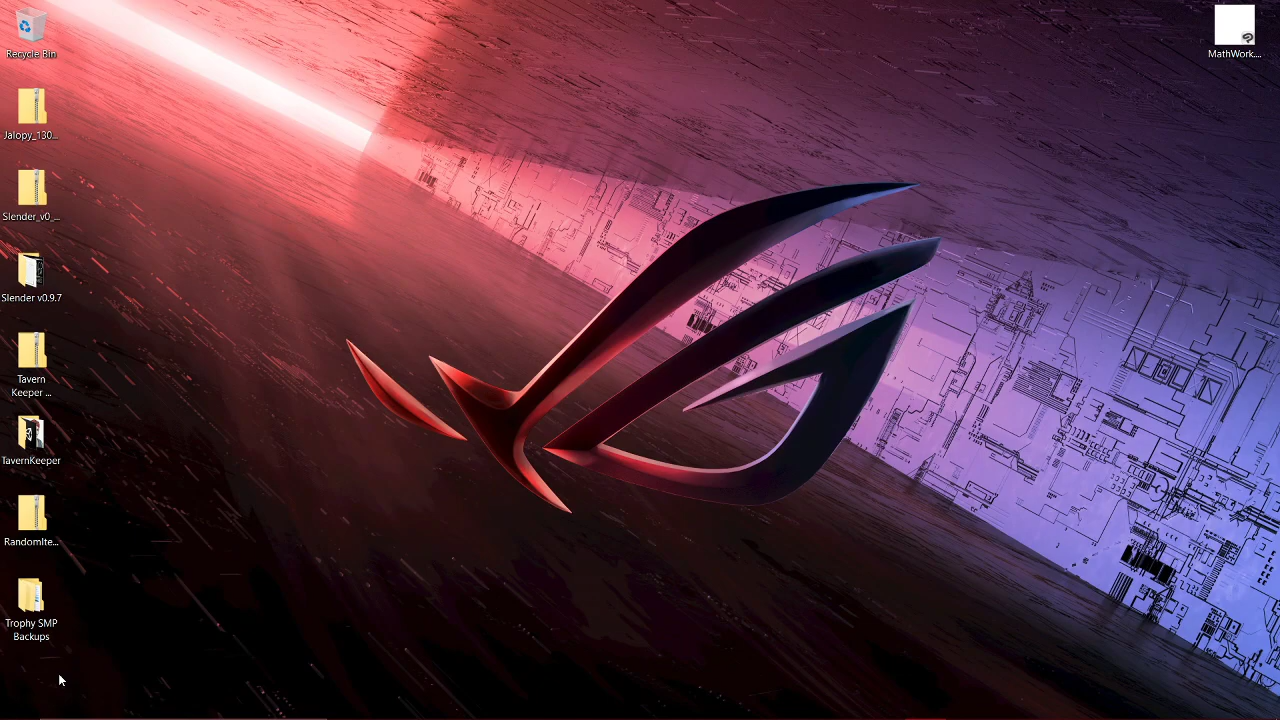 Recycle Bin
MathWork....
Jalopy_130...
Slender_v0_...
Slender v0.9.7
Tavern
Keeper ...
TavernKeeper
RandomIte...
Trophy SMP
Backups